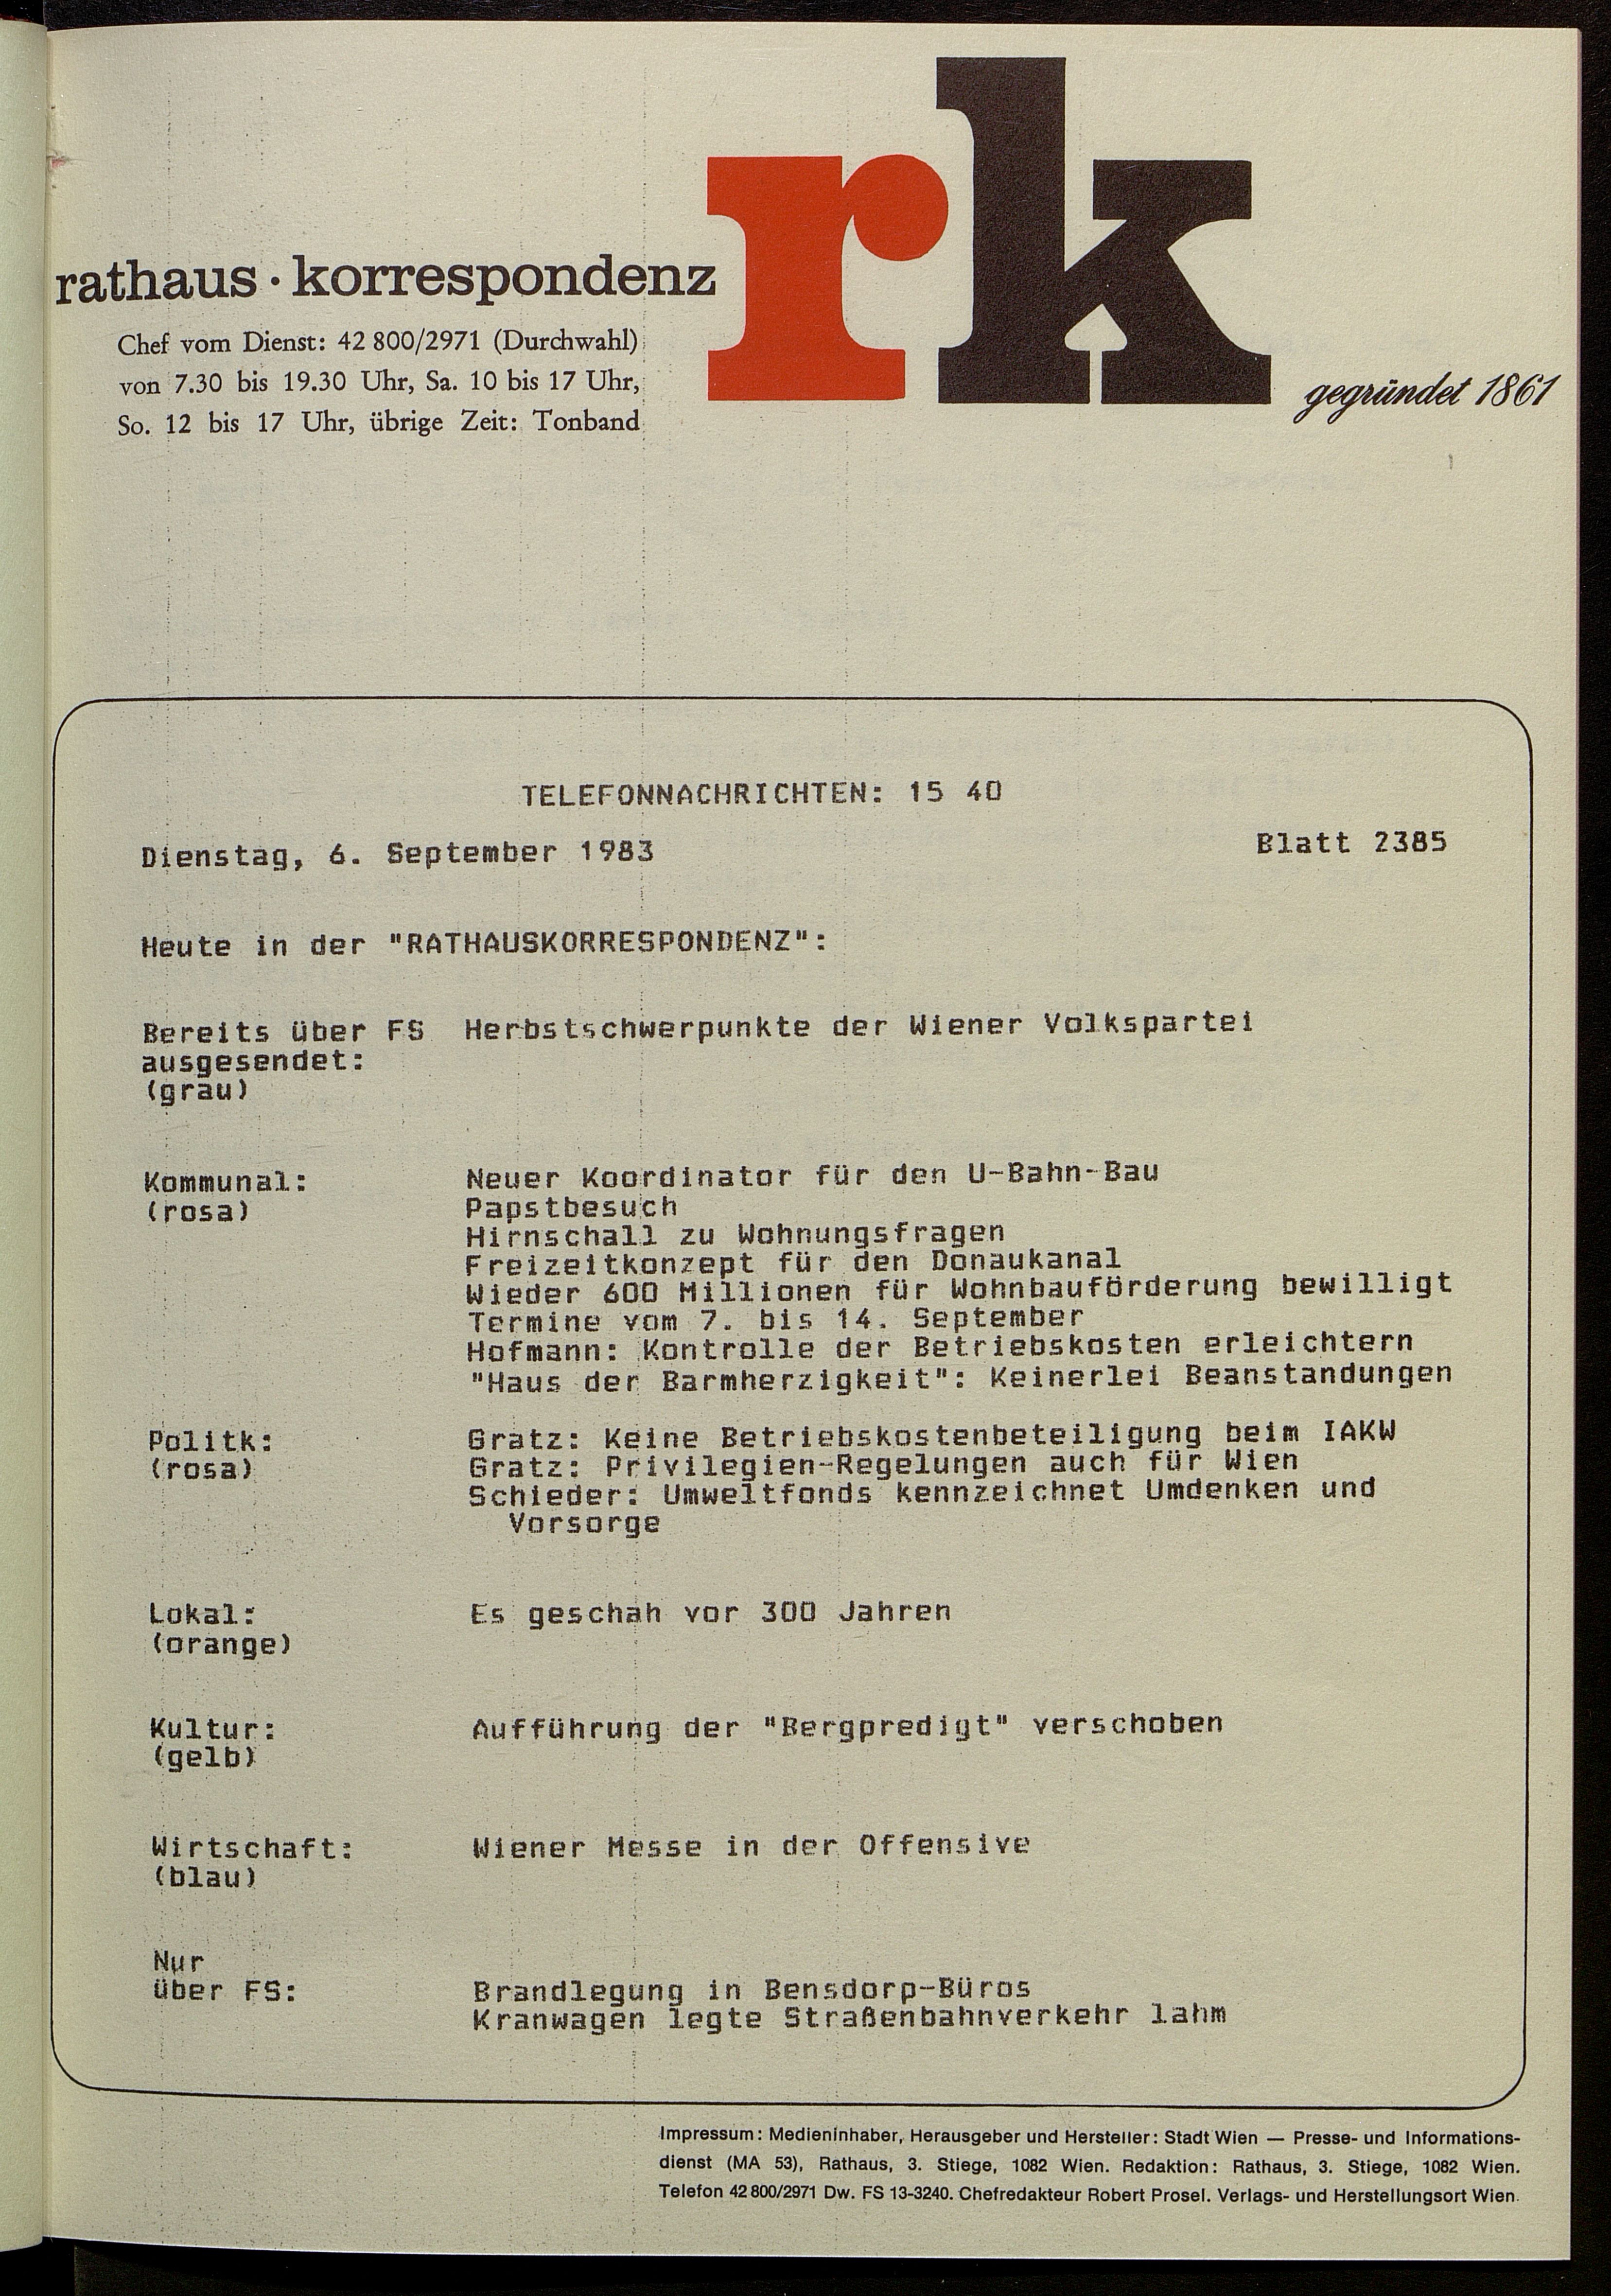 rk
rathaus · korrespondenz
Chef vom Dienst: 42 800/2971 (Durchwahl)
von 7.30 bis 19.30 Uhr, Sa. 10 bis 17 Uhr,
So. 12 bis 17 Uhr, übrige Zeit: Tonband
gegründet 1861
TELEFONNACHRICHTEN: 15 40
Dienstag, 6. September 1983 Blatt 2385
Heute in der "RATHAUSKORRESPONDENZ":
Bereits über FS Herbstschwerpunkte der Wiener Volkspartei
ausgesendet:
(grau)
Kommunal: Neuer Koordinator für den U-Bahn-Bau
(rosa) Papstbesuch
Hirnschall zu Wohnungsfragen
Freizeitkonzept für den Donaukanal
Wieder 600 Millionen für Wohnbauförderung bewilligt
Termine vom 7. bis 14. September
Hofmann: Kontrolle der Betriebskosten erleichtern
"Haus der Barmherzigkeit": Keinerlei Beanstandungen
Politk: Gratz: Keine Betriebskostenbeteiligung beim IAKW
(rosa) Gratz: Privilegien-Regelungen auch für Wien
Schieder: Umweltfonds kennzeichnet Umdenken und
Vorsorge
Lokal: Es geschah vor 300 Jahren
(orange)
Kultur: Aufführung der "Bergpredigt" verschoben
(gelb)
Wirtschaft: Wiener Messe in der Offensive
(blau)
Nur
über FS: Brandlegung in Bensdorp-Büros
Kranwagen legte Straßenbahnverkehr lahm
Impressum: Medieninhaber, Herausgeber und Hersteller: Stadt Wien — Presse- und Informations-
dienst (MA 53), Rathaus, 3. Stiege, 1082 Wien. Redaktion: Rathaus, 3. Stiege, 1082 Wien.
Telefon 42 800/2971 Dw. FS 13-3240. Chefredakteur Robert Prosel. Verlags- und Herstellungsort Wien.